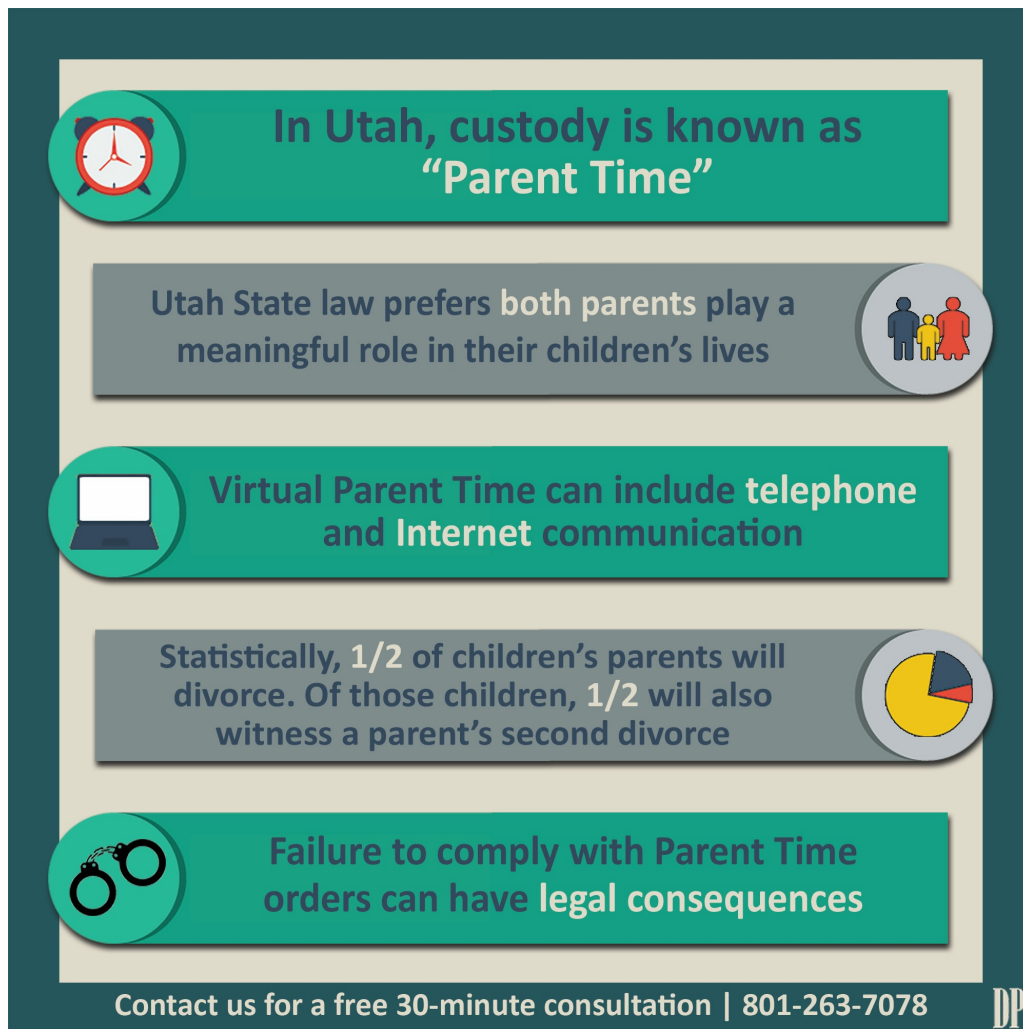 In Utah, custody is known as
“Parent Time”
Utah State law prefers both parents play a
meaningful role in their children’s lives
Virtual Parent Time can include telephone
and Internet communication
Statistically, 1/2 of children’s parents will
divorce. Of those children, 1/2 will also
witness a parent’s second divorce
Failure to comply with Parent Time
orders can have legal consequences
Contact us for a free 30-minute consultation | 801-263-7078
DP